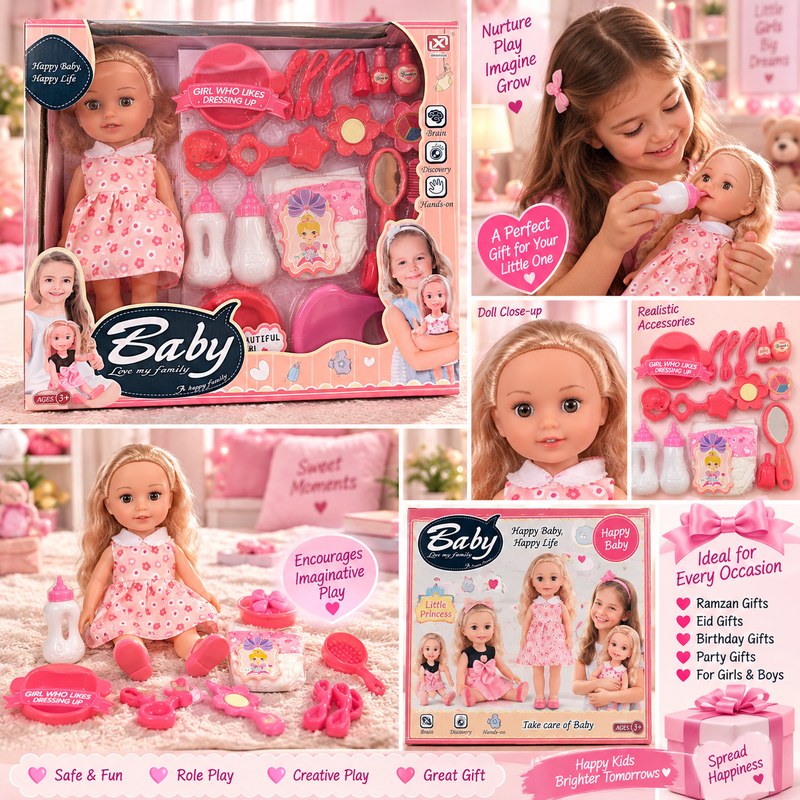 Happy Baby,
Happy Life
GIRL WHO LIKES
DRESSING UP
Brain
Discovery
Hands-on
Baby
Love my family
A happy family
AGES 3+
Nurture
Play
Imagine
Grow
Little
Girls
Big
Dreams
A Perfect
Gift for Your
Little One
Doll Close-up
Realistic
Accessories
GIRL WHO LIKES
DRESSING UP
Sweet
Moments
Encourages
Imaginative
Play
GIRL WHO LIKES
DRESSING UP
Baby
Love my family
Happy Baby,
Happy Life
Happy
Baby
Little
Princess
Brain
Discovery
Hands-on
Take care of Baby
AGES 3+
Ideal for
Every Occasion
Ramzan Gifts
Eid Gifts
Birthday Gifts
Party Gifts
For Girls & Boys
Spread
Happiness
Safe & Fun
Role Play
Creative Play
Great Gift
Happy Kids
Brighter Tomorrows